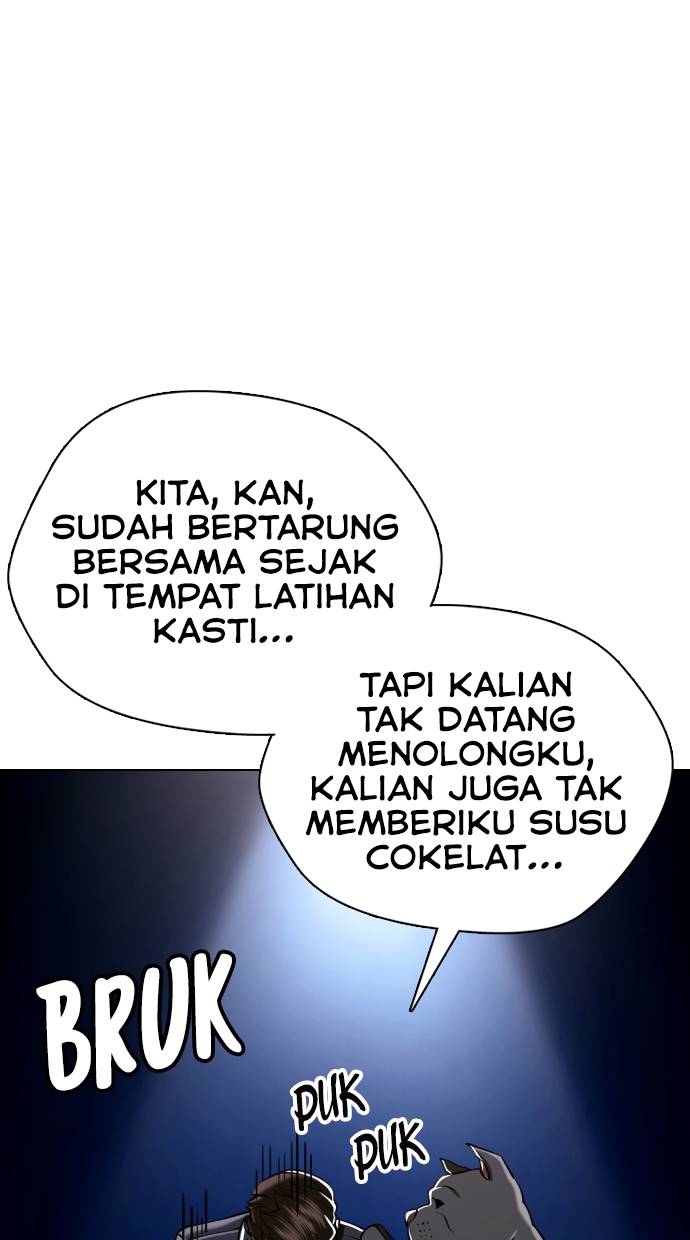 KITA, KAN,
SUDAH BERTARUNG
BERSAMA SEJAK
DI TEMPAT LATIHAN
KASTI...
TAPI KALIAN
TAK DATANG
MENOLONGKU,
KALIAN JUGA TAK
MEMBERIKU SUSU
COKELAT...
BRUK
PUK
PUK